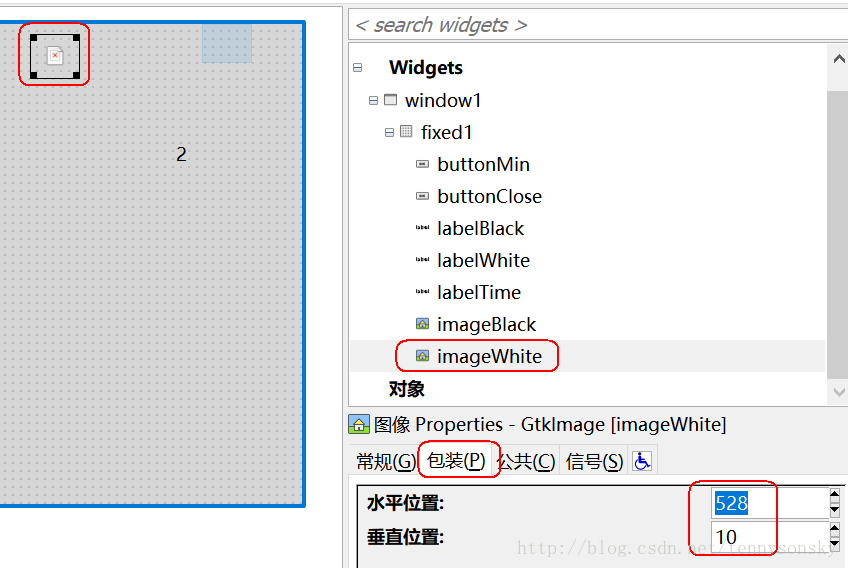 2
< search widgets >
Widgets
window1
fixed1
buttonMin
buttonClose
labelBlack
labelWhite
labelTime
imageBlack
imageWhite
对象
图像 Properties - GtkImage [imageWhite]
常规(G) 包装(P) 公共(C) 信号(S)
水平位置: 528
垂直位置: 10
http://blog.csdn.net/tennysonsky